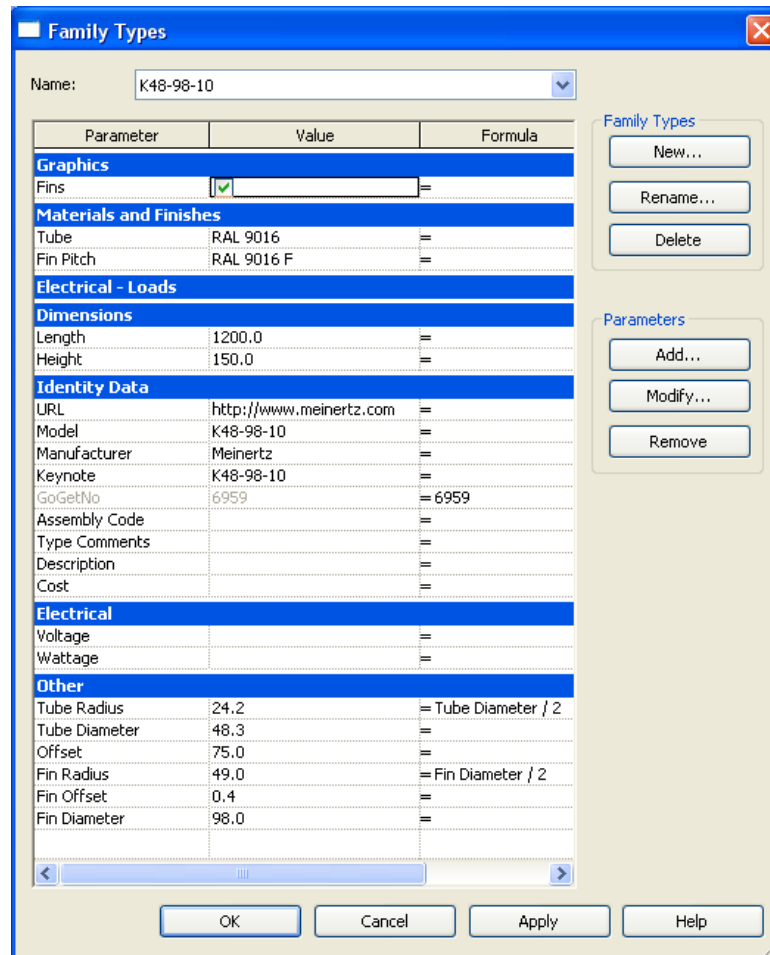 Family Types
Name: K48-98-10
Parameter Value Formula
Graphics
Fins =
Materials and Finishes
Tube RAL 9016 =
Fin Pitch RAL 9016 F =
Electrical - Loads
Dimensions
Length 1200.0 =
Height 150.0 =
Identity Data
URL http://www.meinertz.com =
Model K48-98-10 =
Manufacturer Meinertz =
Keynote K48-98-10 =
GoGetNo 6959 = 6959
Assembly Code =
Type Comments =
Description =
Cost =
Electrical
Voltage =
Wattage =
Other
Tube Radius 24.2 = Tube Diameter / 2
Tube Diameter 48.3 =
Offset 75.0 =
Fin Radius 49.0 = Fin Diameter / 2
Fin Offset 0.4 =
Fin Diameter 98.0 =
Family Types
New...
Rename...
Delete
Parameters
Add...
Modify...
Remove
OK Cancel Apply Help